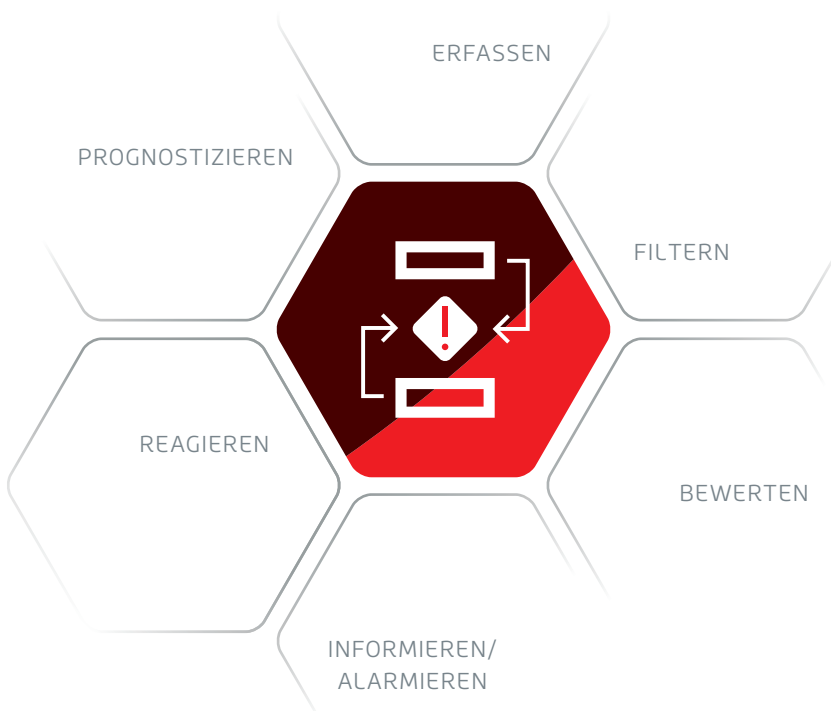 ERFASSEN
PROGNOSTIZIEREN
FILTERN
REAGIEREN
BEWERTEN
INFORMIEREN/
ALARMIEREN